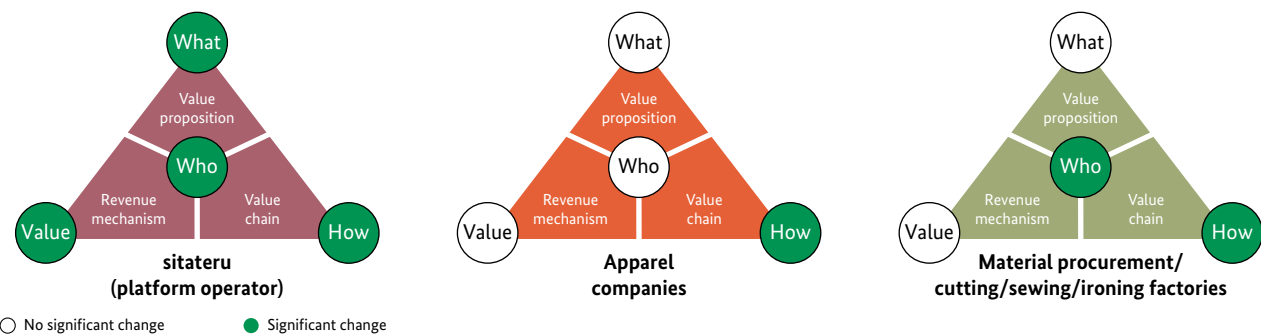 What
Value
proposition
Who
Revenue
mechanism
Value
chain
Value
How
sitateru
(platform operator)
What
Value
proposition
Who
Revenue
mechanism
Value
chain
Value
How
Apparel
companies
What
Value
proposition
Who
Revenue
mechanism
Value
chain
Value
How
Material procurement/
cutting/sewing/ironing factories
No significant change
Significant change